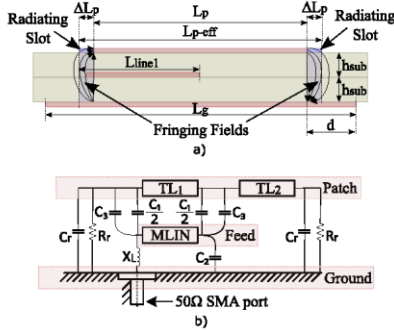 ΔLp Lp ΔLp
Radiating Slot
Radiating Slot
Lp-eff
Lline1
hsub
hsub
Fringing Fields
Lg
d
a)
TL1
TL2
Patch
C3
C1/2
C1/2
C3
Cr
Rr
MLIN
Feed
Cr
Rr
XL
C2
Ground
50Ω SMA port
b)